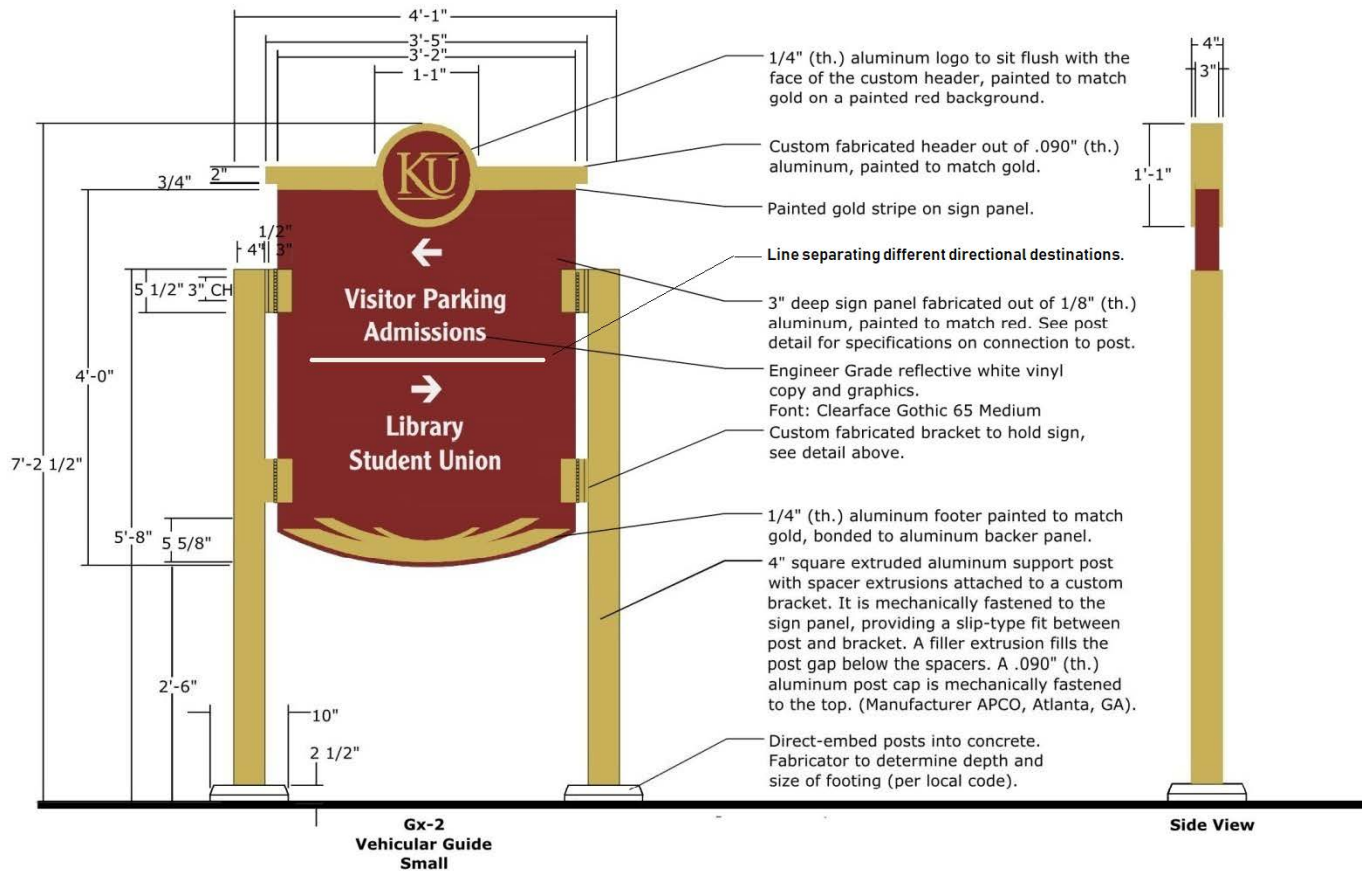 4'-1"
3'-5"
3'-2"
1-1"
4"
3"
1/4" (th.) aluminum logo to sit flush with the
face of the custom header, painted to match
gold on a painted red background.
Custom fabricated header out of .090" (th.)
aluminum, painted to match gold.
Painted gold stripe on sign panel.
Line separating different directional destinations.
3" deep sign panel fabricated out of 1/8" (th.)
aluminum, painted to match red. See post
detail for specifications on connection to post.
Engineer Grade reflective white vinyl
copy and graphics.
Font: Clearface Gothic 65 Medium
Custom fabricated bracket to hold sign,
see detail above.
1/4" (th.) aluminum footer painted to match
gold, bonded to aluminum backer panel.
4" square extruded aluminum support post
with spacer extrusions attached to a custom
bracket. It is mechanically fastened to the
sign panel, providing a slip-type fit between
post and bracket. A filler extrusion fills the
post gap below the spacers. A .090" (th.)
aluminum post cap is mechanically fastened
to the top. (Manufacturer APCO, Atlanta, GA).
Direct-embed posts into concrete.
Fabricator to determine depth and
size of footing (per local code).
KU
2"
3/4"
1/2"
4"
3"
5 1/2"
3" CH
←
Visitor Parking
Admissions
→
Library
Student Union
4'-0"
7'-2 1/2"
5'-8"
5 5/8"
2'-6"
10"
2 1/2"
1'-1"
Gx-2
Vehicular Guide
Small
Side View